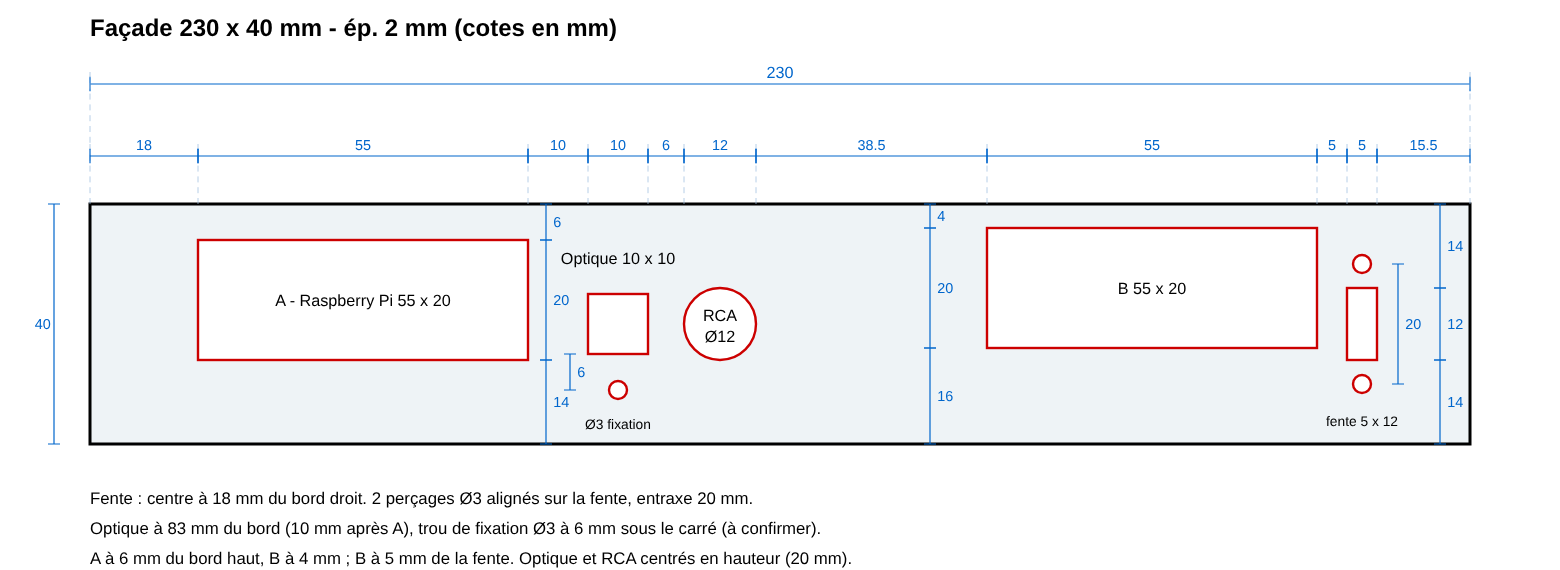 Façade 230 x 40 mm - ép. 2 mm (cotes en mm)
230
18 55 10 10 6 12 38.5 55 5 5 15.5
6
4
14
Optique 10 x 10
A - Raspberry Pi 55 x 20
20
20
B 55 x 20
RCA
Ø12
40
20
12
6
14
16
14
Ø3 fixation
fente 5 x 12
Fente : centre à 18 mm du bord droit. 2 perçages Ø3 alignés sur la fente, entraxe 20 mm.
Optique à 83 mm du bord (10 mm après A), trou de fixation Ø3 à 6 mm sous le carré (à confirmer).
A à 6 mm du bord haut, B à 4 mm ; B à 5 mm de la fente. Optique et RCA centrés en hauteur (20 mm).